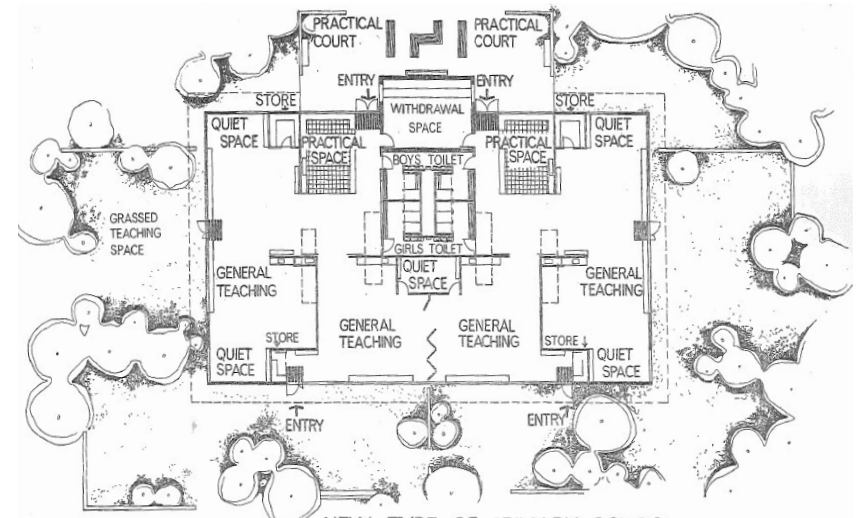 PRACTICAL
COURT
PRACTICAL
COURT
ENTRY
ENTRY
STORE
STORE
QUIET
SPACE
WITHDRAWAL
SPACE
QUIET
SPACE
PRACTICAL
SPACE
PRACTICAL
SPACE
BOYS TOILET
GRASSED
TEACHING
SPACE
GIRLS TOILET
QUIET
SPACE
GENERAL
TEACHING
GENERAL
TEACHING
GENERAL
TEACHING
GENERAL
TEACHING
STORE
STORE
QUIET
SPACE
QUIET
SPACE
ENTRY
ENTRY